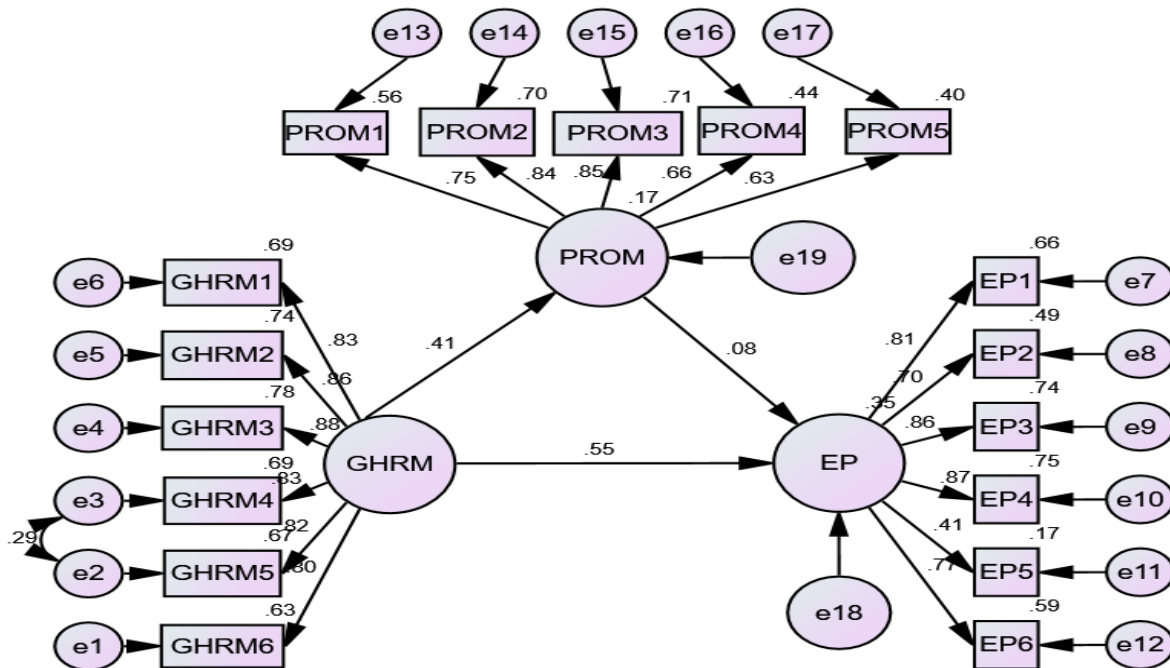 e13 e14 e15 e16 e17
.56 .70 .71 .44 .40
PROM1 PROM2 PROM3 PROM4 PROM5
.75 .84 .85 .66 .63
.17
PROM e19
.69 .66
e6 GHRM1 EP1 e7
.74 .83 .41 .08 .81 .49
e5 GHRM2 EP2 e8
.78 .86 .70 .74
e4 GHRM3 .88 .35 .86 EP3 e9
.69 GHRM .55 EP .75
e3 GHRM4 .83 .87 EP4 e10
.29 .67 .82 .41 .17
e2 GHRM5 .80 .77 EP5 e11
.63 e18 .59
e1 GHRM6 EP6 e12